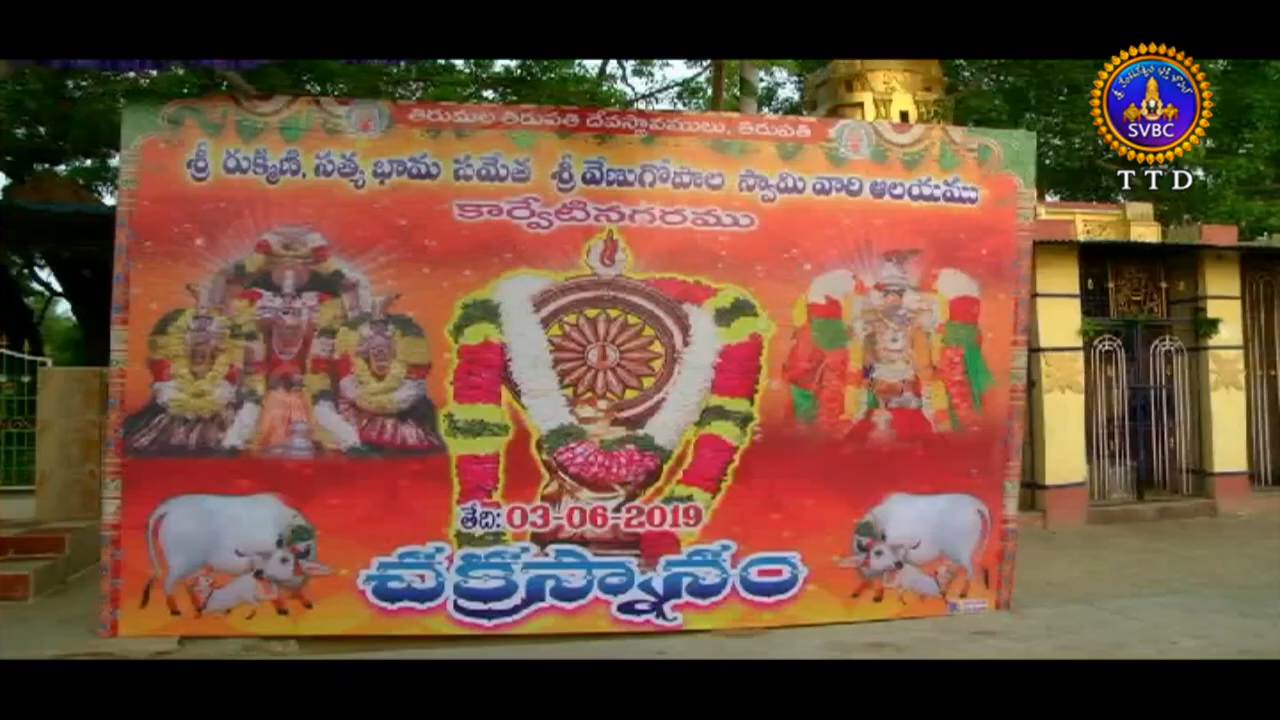 తిరుమల తిరుపతి దేవస్థానములు, తిరుపతి
శ్రీ రుక్మిణి, సత్యభామ సమేత శ్రీ వేణుగోపాల స్వామి వారి ఆలయము
కార్వేటినగరము
తేది: 03-06-2019
చక్రస్నానం
SVBC
TTD